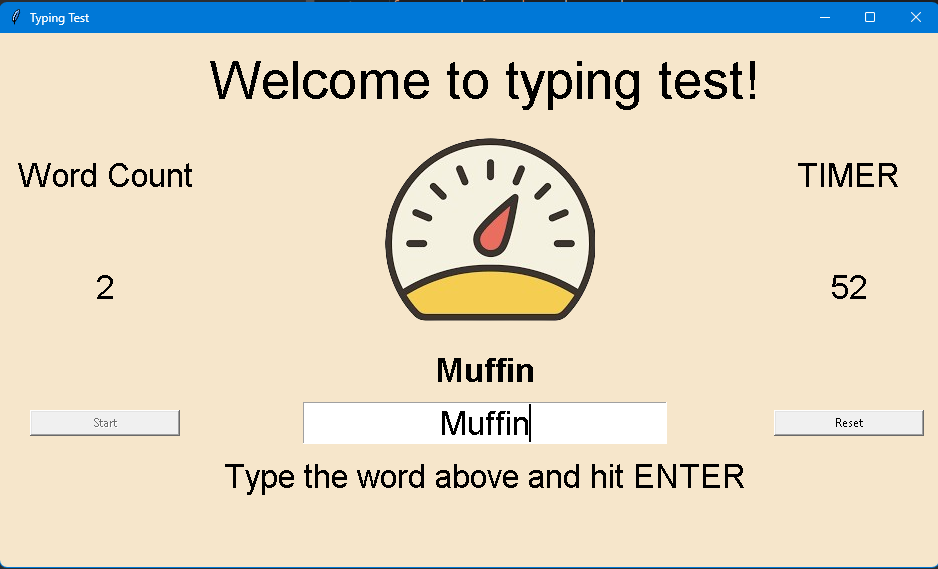 Typing Test
Welcome to typing test!
Word Count
TIMER
2
52
Muffin
Start
Muffin
Reset
Type the word above and hit ENTER